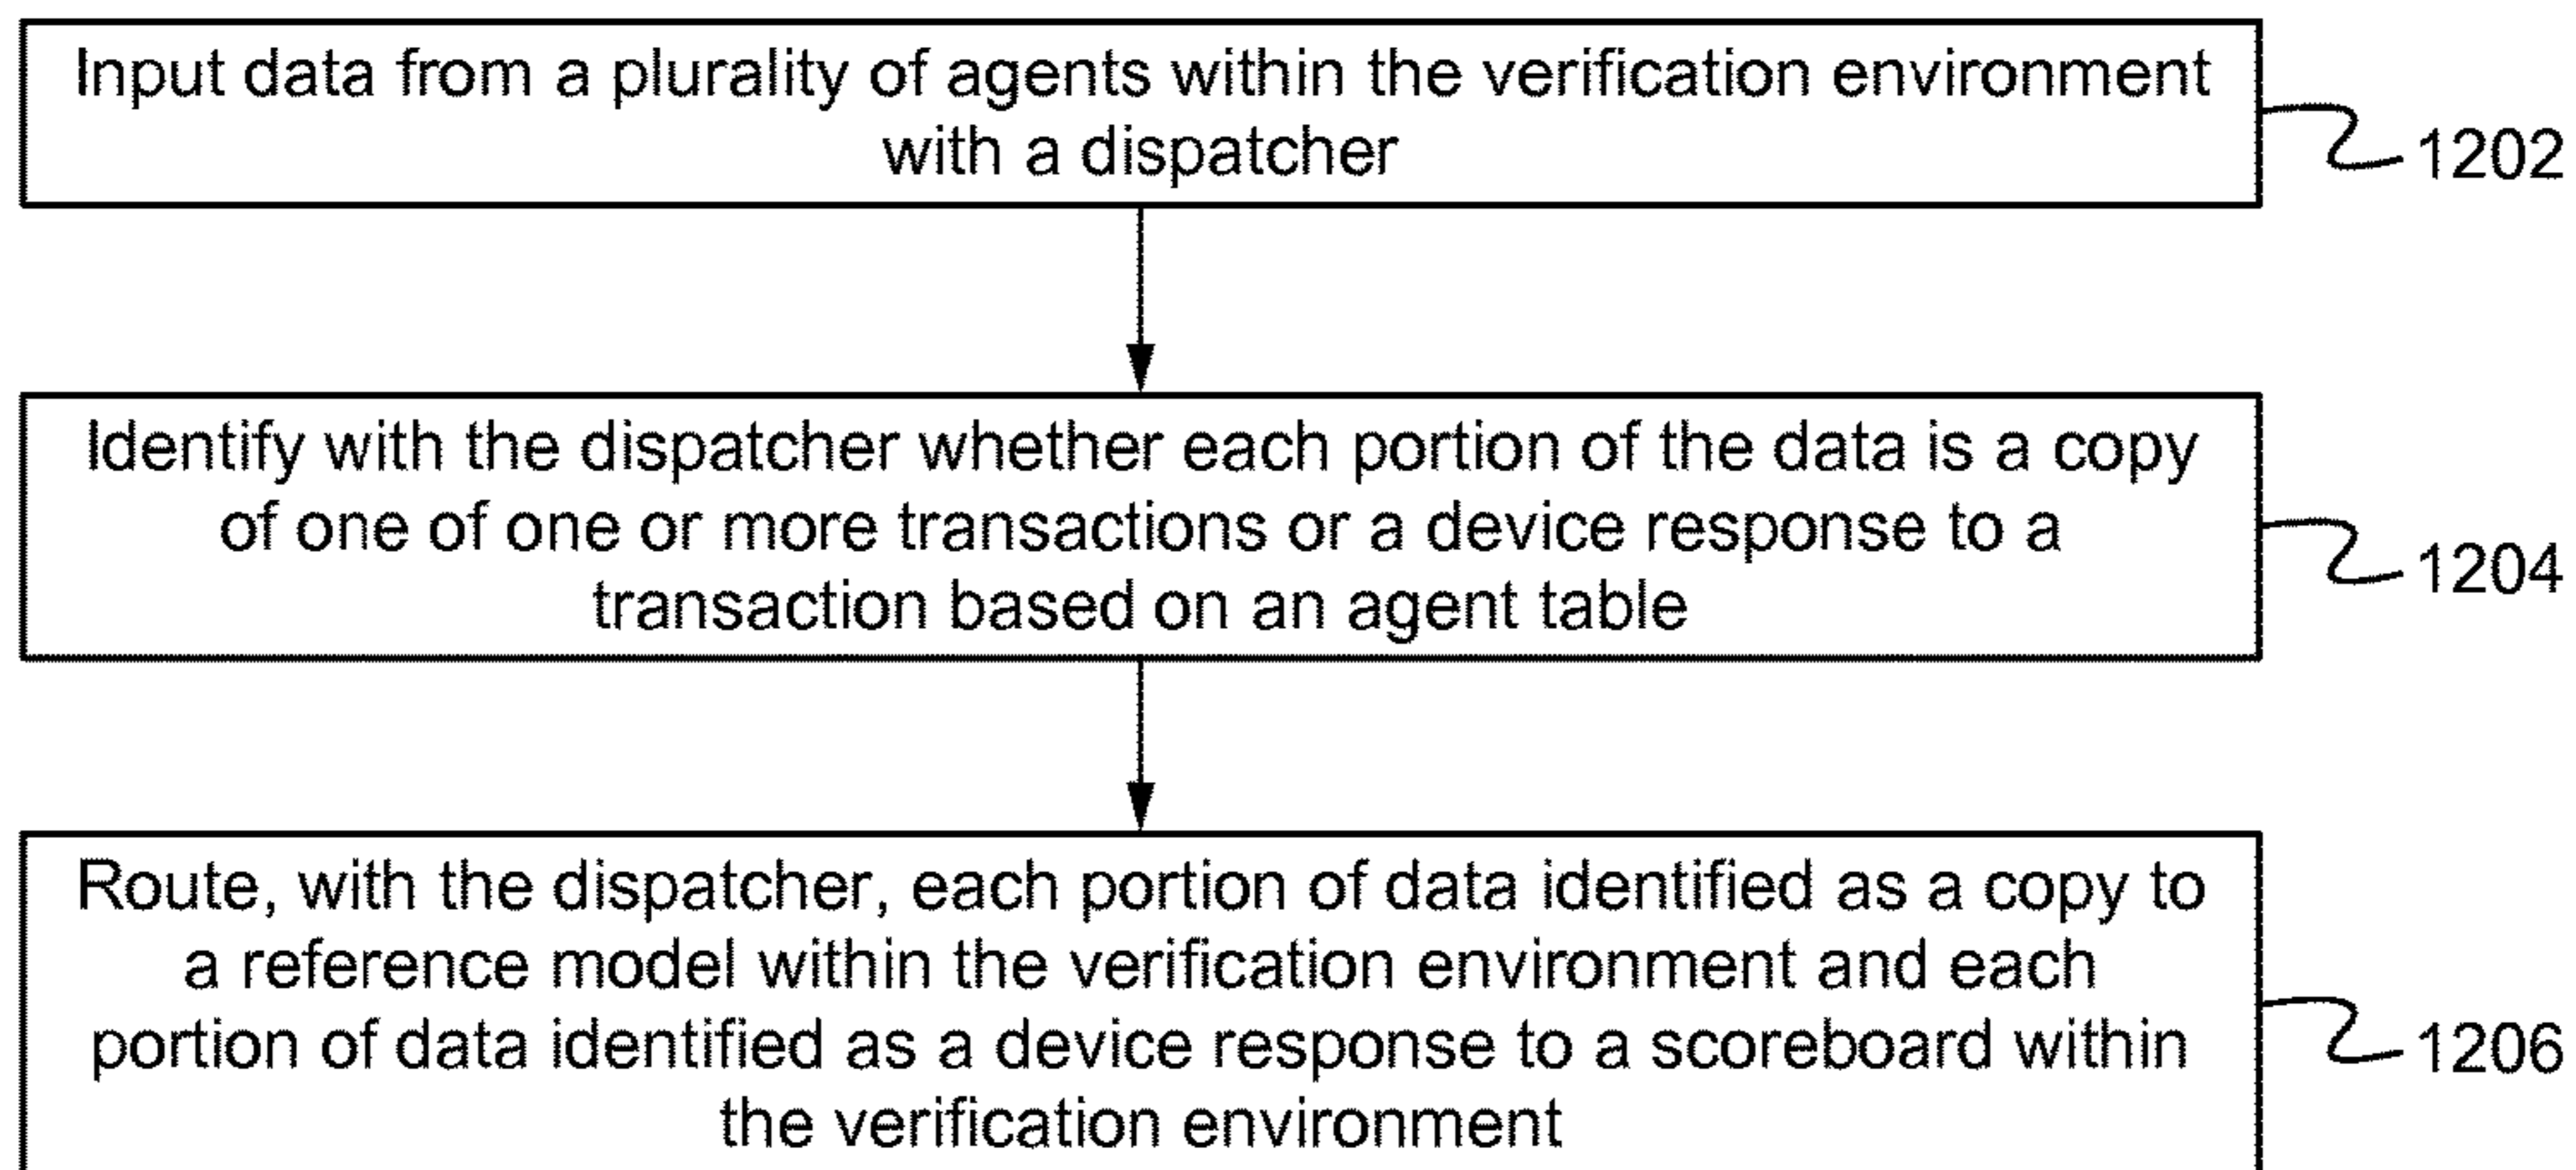 Input data from a plurality of agents within the verification environment
with a dispatcher
1202
Identify with the dispatcher whether each portion of the data is a copy
of one of one or more transactions or a device response to a
transaction based on an agent table
1204
Route, with the dispatcher, each portion of data identified as a copy to
a reference model within the verification environment and each
portion of data identified as a device response to a scoreboard within
the verification environment
1206